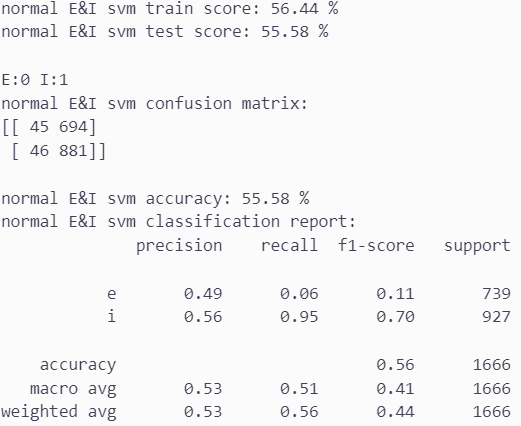 normal E&I svm train score: 56.44 %
normal E&I svm test score: 55.58 %
E:0 I:1
normal E&I svm confusion matrix:
[[ 45 694]
[ 46 881]]
normal E&I svm accuracy: 55.58 %
normal E&I svm classification report:
precision recall f1-score support
e 0.49 0.06 0.11 739
i 0.56 0.95 0.70 927
accuracy 0.56 1666
macro avg 0.53 0.51 0.41 1666
weighted avg 0.53 0.56 0.44 1666